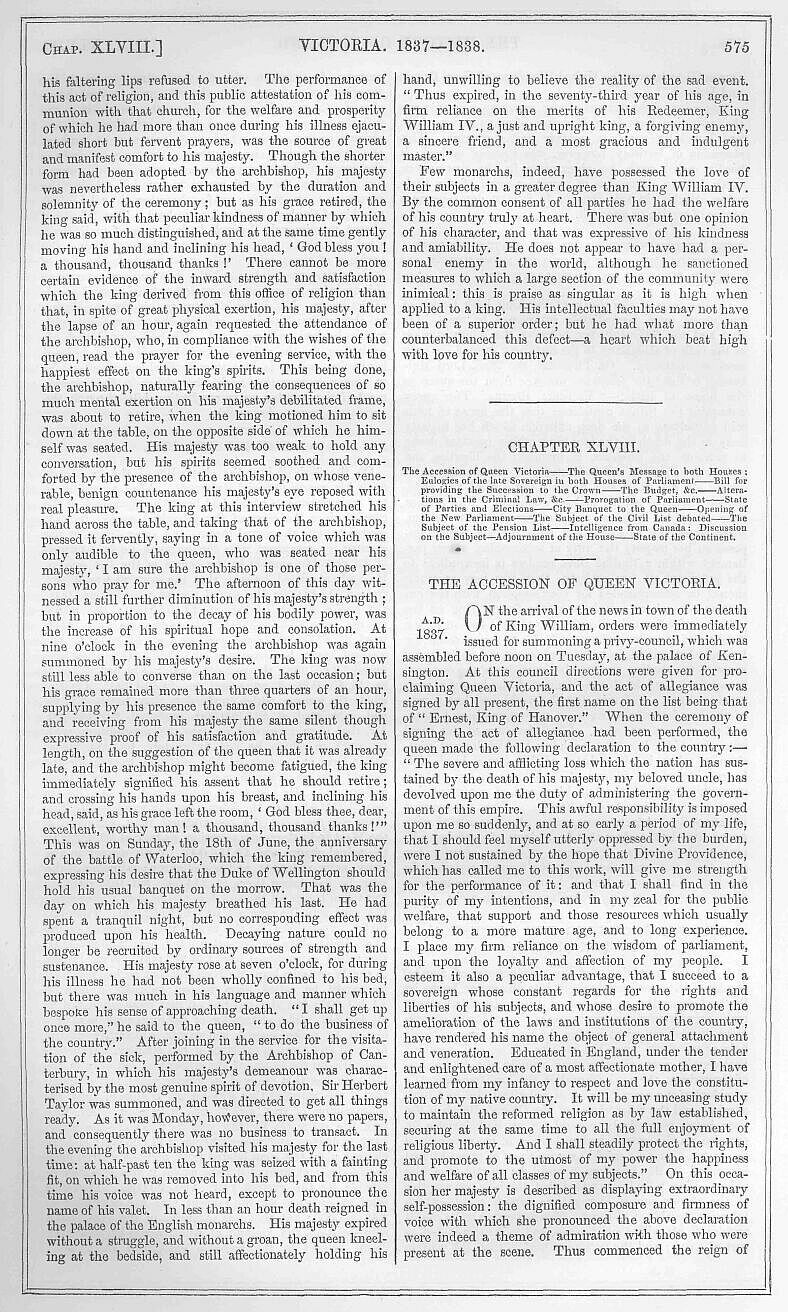 CHAP. XLVIII.] VICTORIA. 1837—1838. 575
his faltering lips refused to utter. The performance of
this act of religion, and this public attestation of his com-
munion with that church, for the welfare and prosperity
of which he had more than once during his illness ejacu-
lated short but fervent prayers, was the source of great
and manifest comfort to his majesty. Though the shorter
form had been adopted by the archbishop, his majesty
was nevertheless rather exhausted by the duration and
solemnity of the ceremony; but as his grace retired, the
king said, with that peculiar kindness of manner by which
he was so much distinguished, and at the same time gently
moving his hand and inclining his head, ‘ God bless you !
a thousand, thousand thanks !’ There cannot be more
certain evidence of the inward strength and satisfaction
which the king derived from this office of religion than
that, in spite of great physical exertion, his majesty, after
the lapse of an hour, again requested the attendance of
the archbishop, who, in compliance with the wishes of the
queen, read the prayer for the evening service, with the
happiest effect on the king's spirits. This being done,
the archbishop, naturally fearing the consequences of so
much mental exertion on his majesty's debilitated frame,
was about to retire, when the king motioned him to sit
down at the table, on the opposite side of which he him-
self was seated. His majesty was too weak to hold any
conversation, but his spirits seemed soothed and com-
forted by the presence of the archbishop, on whose vene-
rable, benign countenance his majesty's eye reposed with
real pleasure. The king at this interview stretched his
hand across the table, and taking that of the archbishop,
pressed it fervently, saying in a tone of voice which was
only audible to the queen, who was seated near his
majesty, ‘ I am sure the archbishop is one of those per-
sons who pray for me.’ The afternoon of this day wit-
nessed a still further diminution of his majesty's strength ;
but in proportion to the decay of his bodily power, was
the increase of his spiritual hope and consolation. At
nine o'clock in the evening the archbishop was again
summoned by his majesty's desire. The king was now
still less able to converse than on the last occasion; but
his grace remained more than three quarters of an hour,
supplying by his presence the same comfort to the king,
and receiving from his majesty the same silent though
expressive proof of his satisfaction and gratitude. At
length, on the suggestion of the queen that it was already
late, and the archbishop might become fatigued, the king
immediately signified his assent that he should retire ;
and crossing his hands upon his breast, and inclining his
head, said, as his grace left the room, ‘ God bless thee, dear,
excellent, worthy man! a thousand, thousand thanks !’”
This was on Sunday, the 18th of June, the anniversary
of the battle of Waterloo, which the king remembered,
expressing his desire that the Duke of Wellington should
hold his usual banquet on the morrow. That was the
day on which his majesty breathed his last. He had
spent a tranquil night, but no corresponding effect was
produced upon his health. Decaying nature could no
longer be recruited by ordinary sources of strength and
sustenance. His majesty rose at seven o'clock, for during
his illness he had not been wholly confined to his bed,
but there was much in his language and manner which
bespoke his sense of approaching death. “ I shall get up
once more,” he said to the queen, “ to do the business of
the country.” After joining in the service for the visita-
tion of the sick, performed by the Archbishop of Can-
terbury, in which his majesty's demeanour was charac-
terised by the most genuine spirit of devotion, Sir Herbert
Taylor was summoned, and was directed to get all things
ready. As it was Monday, however, there were no papers,
and consequently there was no business to transact. In
the evening the archbishop visited his majesty for the last
time: at half-past ten the king was seized with a fainting
fit, on which he was removed into his bed, and from this
time his voice was not heard, except to pronounce the
name of his valet. In less than an hour death reigned in
the palace of the English monarchs. His majesty expired
without a struggle, and without a groan, the queen kneel-
ing at the bedside, and still affectionately holding his
hand, unwilling to believe the reality of the sad event.
“ Thus expired, in the seventy-third year of his age, in
firm reliance on the merits of his Redeemer, King
William IV., a just and upright king, a forgiving enemy,
a sincere friend, and a most gracious and indulgent
master.”
Few monarchs, indeed, have possessed the love of
their subjects in a greater degree than King William IV.
By the common consent of all parties he had the welfare
of his country truly at heart. There was but one opinion
of his character, and that was expressive of his kindness
and amiability. He does not appear to have had a per-
sonal enemy in the world, although he sanctioned
measures to which a large section of the community were
inimical: this is praise as singular as it is high when
applied to a king. His intellectual faculties may not have
been of a superior order; but he had what more than
counterbalanced this defect—a heart which beat high
with love for his country.
CHAPTER XLVIII.
The Accession of Queen Victoria——The Queen's Message to both Houses ;
Eulogies of the late Sovereign in both Houses of Parliament——Bill for
providing the Succession to the Crown——The Budget, &c.——Altera-
tions in the Criminal Law, &c.——Prorogation of Parliament——State
of Parties and Elections——City Banquet to the Queen——Opening of
the New Parliament——The Subject of the Civil List debated——The
Subject of the Pension List——Intelligence from Canada: Discussion
on the Subject—Adjournment of the House——State of the Continent.
THE ACCESSION OF QUEEN VICTORIA.
A.D. 1837. ON the arrival of the news in town of the death
of King William, orders were immediately
issued for summoning a privy-council, which was
assembled before noon on Tuesday, at the palace of Ken-
sington. At this council directions were given for pro-
claiming Queen Victoria, and the act of allegiance was
signed by all present, the first name on the list being that
of “ Ernest, King of Hanover.” When the ceremony of
signing the act of allegiance had been performed, the
queen made the following declaration to the country :—
“ The severe and afflicting loss which the nation has sus-
tained by the death of his majesty, my beloved uncle, has
devolved upon me the duty of administering the govern-
ment of this empire. This awful responsibility is imposed
upon me so suddenly, and at so early a period of my life,
that I should feel myself utterly oppressed by the burden,
were I not sustained by the hope that Divine Providence,
which has called me to this work, will give me strength
for the performance of it: and that I shall find in the
purity of my intentions, and in my zeal for the public
welfare, that support and those resources which usually
belong to a more mature age, and to long experience.
I place my firm reliance on the wisdom of parliament,
and upon the loyalty and affection of my people. I
esteem it also a peculiar advantage, that I succeed to a
sovereign whose constant regards for the rights and
liberties of his subjects, and whose desire to promote the
amelioration of the laws and institutions of the country,
have rendered his name the object of general attachment
and veneration. Educated in England, under the tender
and enlightened care of a most affectionate mother, I have
learned from my infancy to respect and love the constitu-
tion of my native country. It will be my unceasing study
to maintain the reformed religion as by law established,
securing at the same time to all the full enjoyment of
religious liberty. And I shall steadily protect the rights,
and promote to the utmost of my power the happiness
and welfare of all classes of my subjects.” On this occa-
sion her majesty is described as displaying extraordinary
self-possession: the dignified composure and firmness of
voice with which she pronounced the above declaration
were indeed a theme of admiration with those who were
present at the scene. Thus commenced the reign of